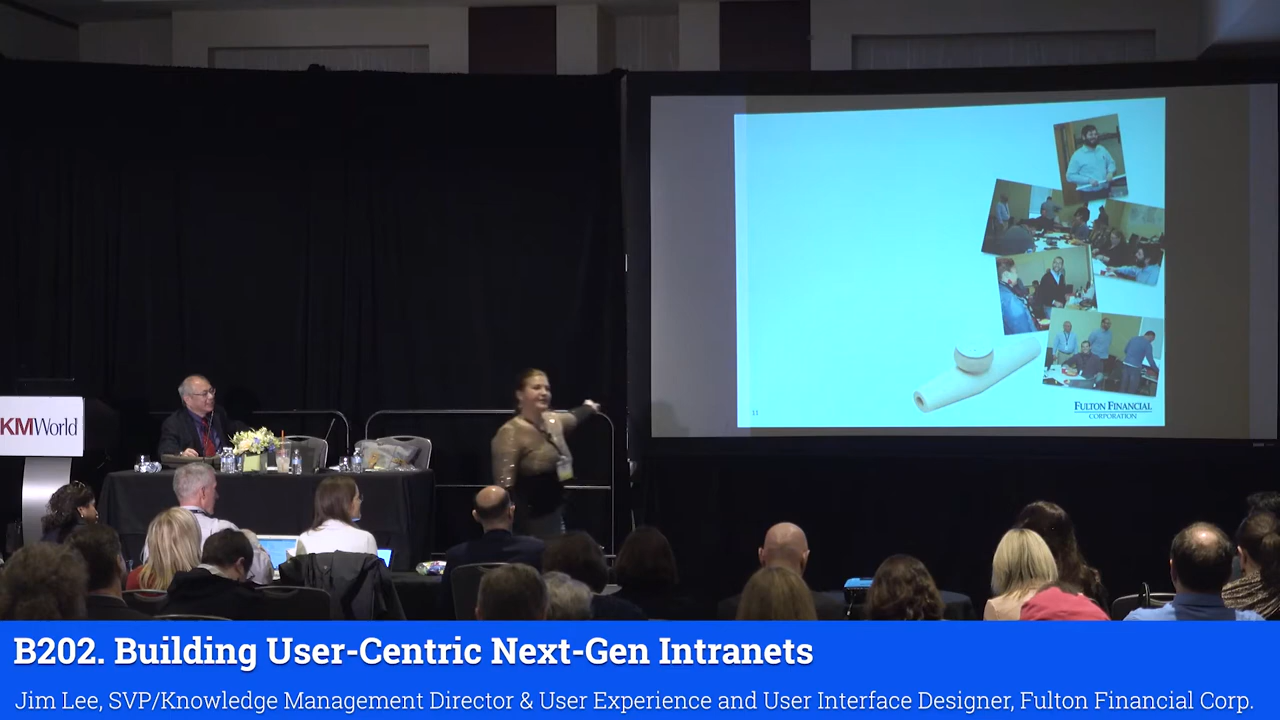 KMWorld
11
FULTON FINANCIAL
CORPORATION
B202. Building User-Centric Next-Gen Intranets
Jim Lee, SVP/Knowledge Management Director & User Experience and User Interface Designer, Fulton Financial Corp.